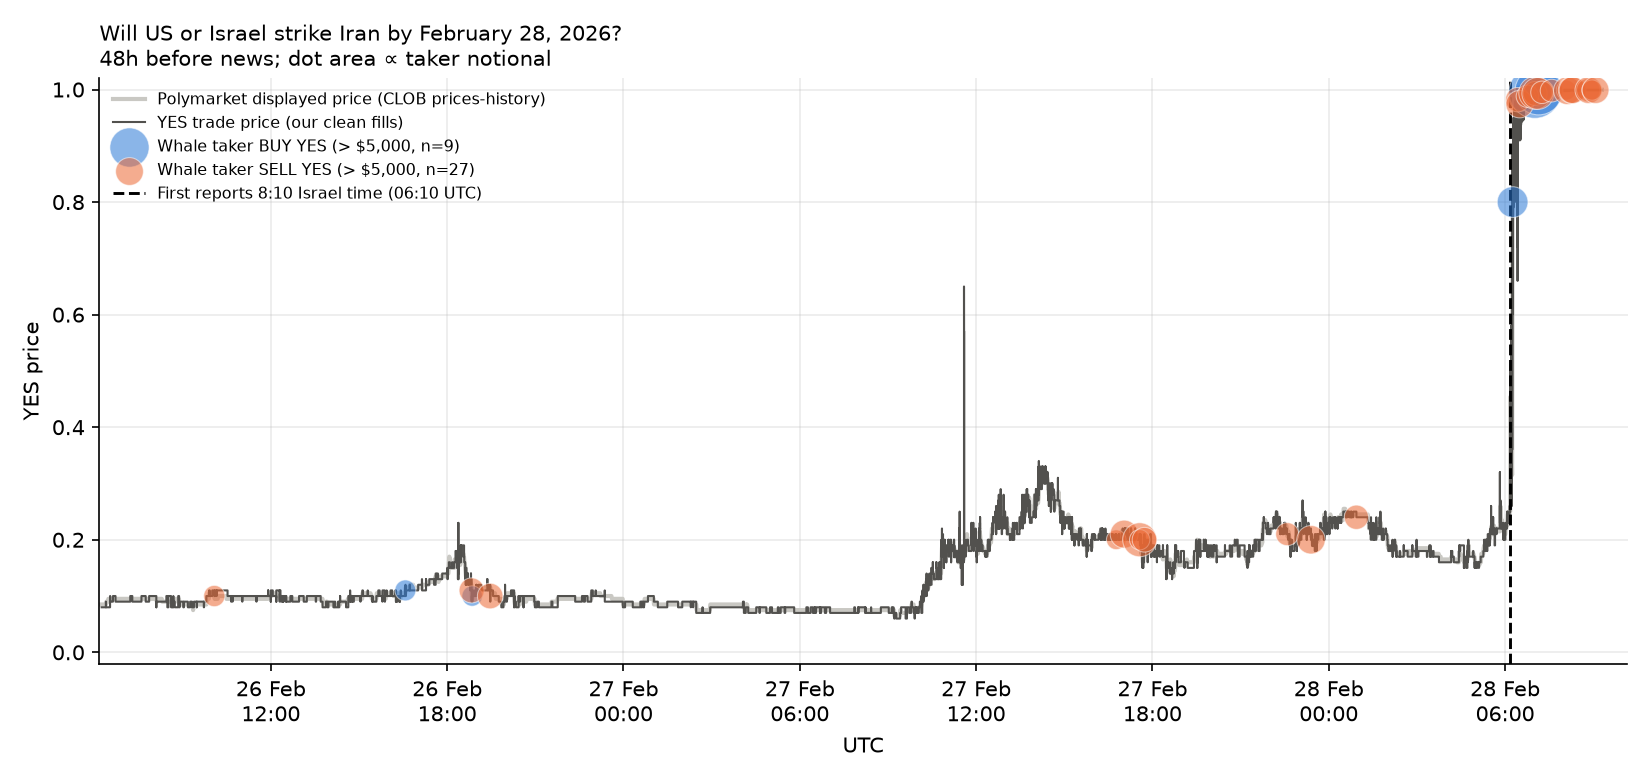 Will US or Israel strike Iran by February 28, 2026?
48h before news; dot area ∝ taker notional
Polymarket displayed price (CLOB prices-history)
YES trade price (our clean fills)
Whale taker BUY YES (> $5,000, n=9)
Whale taker SELL YES (> $5,000, n=27)
First reports 8:10 Israel time (06:10 UTC)
YES price
1.0
0.8
0.6
0.4
0.2
0.0
26 Feb 26 Feb 27 Feb 27 Feb 27 Feb 27 Feb 28 Feb 28 Feb
12:00 18:00 00:00 06:00 12:00 18:00 00:00 06:00
UTC